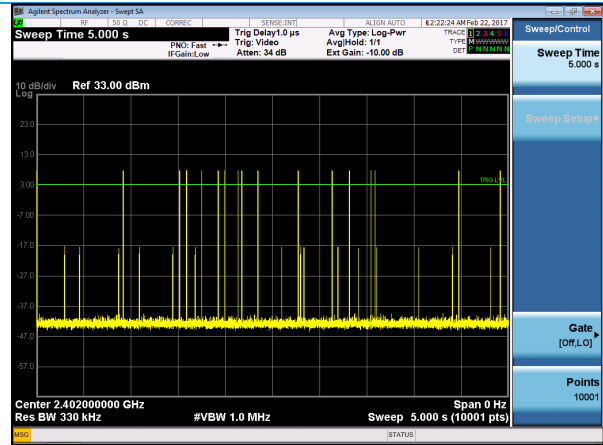 Agilent Spectrum Analyzer - Swept SA
RF 50 Ω DC CORREC SENSE:INT ALIGN AUTO 2:22:24 AM Feb 22, 2017
Sweep Time 5.000 s
PNO: Fast
IFGain:Low
Trig Delay1.0 µs
Trig: Video
Atten: 34 dB
Avg Type: Log-Pwr
Avg|Hold: 1/1
Ext Gain: -10.00 dB
TRACE 1 2 3 4 5 6
TYPE M WWWWW
DET P N N N N N
Sweep/Control
Sweep Time
5.000 s
Sweep Setup
10 dB/div Ref 33.00 dBm
Log
23.0
13.0
3.00
TRIG LVL
-7.00
-17.0
-27.0
-37.0
-47.0
-57.0
Gate
[Off,LO]
Points
10001
Center 2.402000000 GHz Span 0 Hz
Res BW 330 kHz #VBW 1.0 MHz Sweep 5.000 s (10001 pts)
MSG STATUS